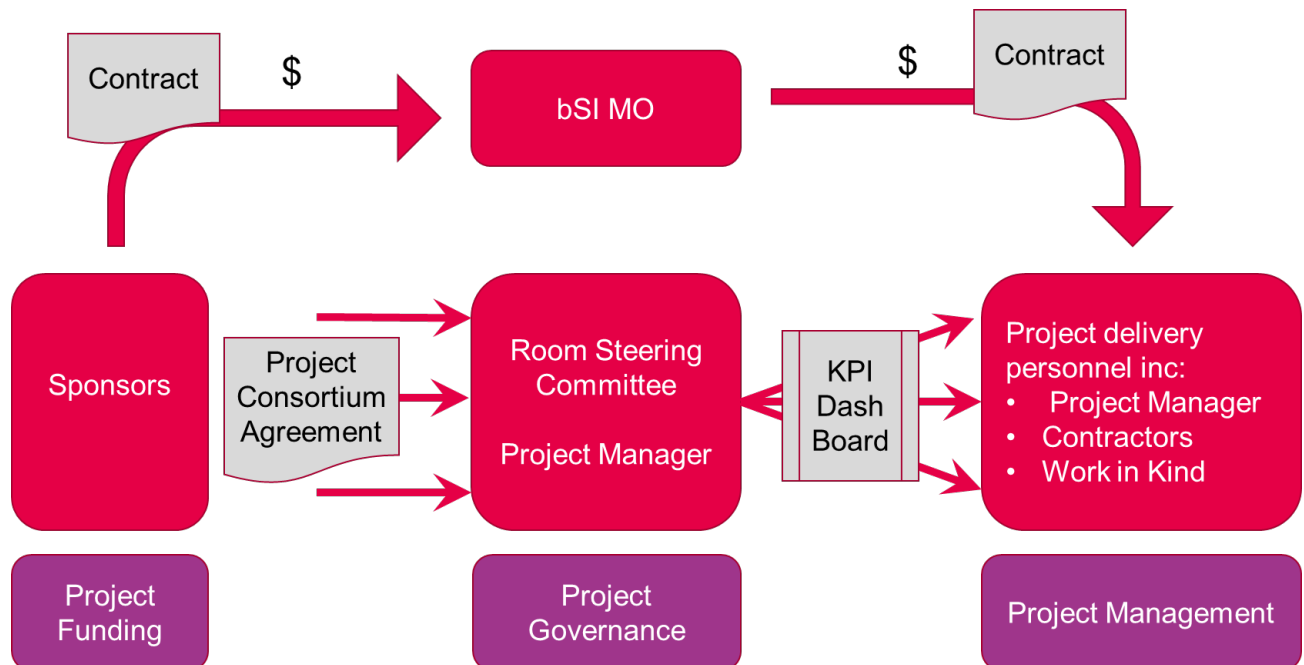 Contract
$
bSI MO
$
Contract
Sponsors
Project
Consortium
Agreement
Room Steering
Committee
Project Manager
KPI
Dash
Board
Project delivery
personnel inc:
• Project Manager
• Contractors
• Work in Kind
Project
Funding
Project
Governance
Project Management